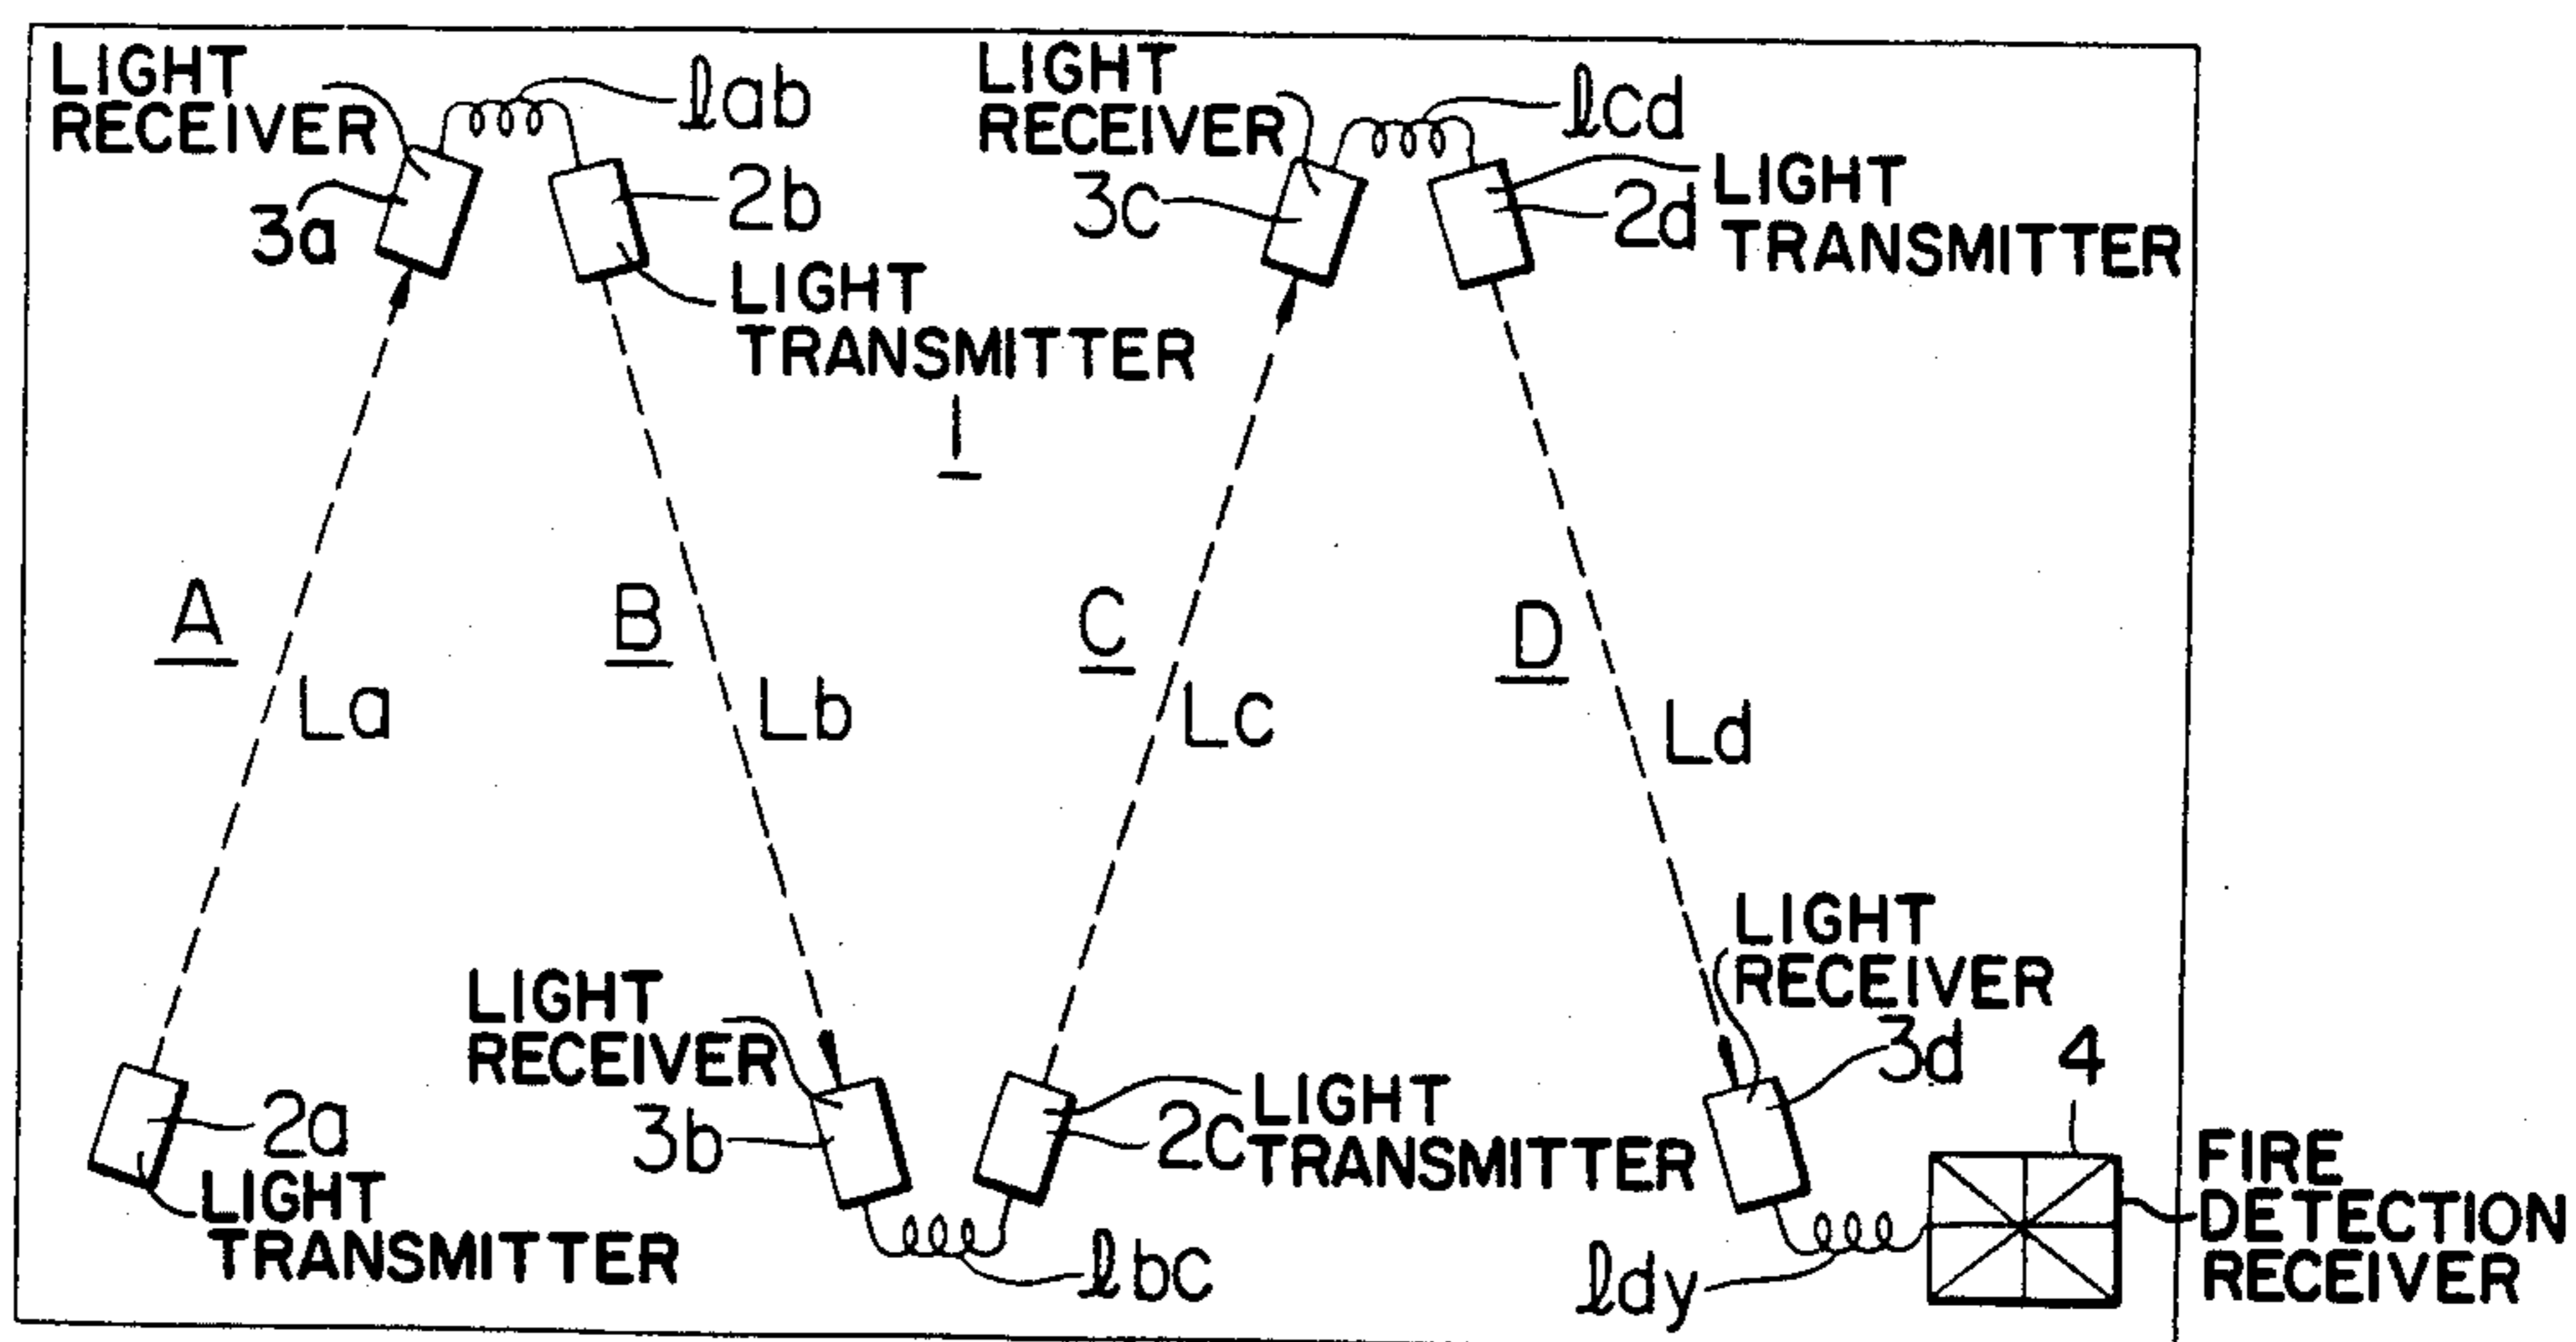 LIGHT
RECEIVER
3a
lab
2b
LIGHT
TRANSMITTER
1
LIGHT
RECEIVER
3c
lcd
LIGHT
TRANSMITTER
2d
A
La
B
Lb
C
Lc
D
Ld
2a
LIGHT
TRANSMITTER
LIGHT
RECEIVER
3b
lbc
2c
LIGHT
TRANSMITTER
LIGHT
RECEIVER
3d
ldy
4
FIRE
DETECTION
RECEIVER